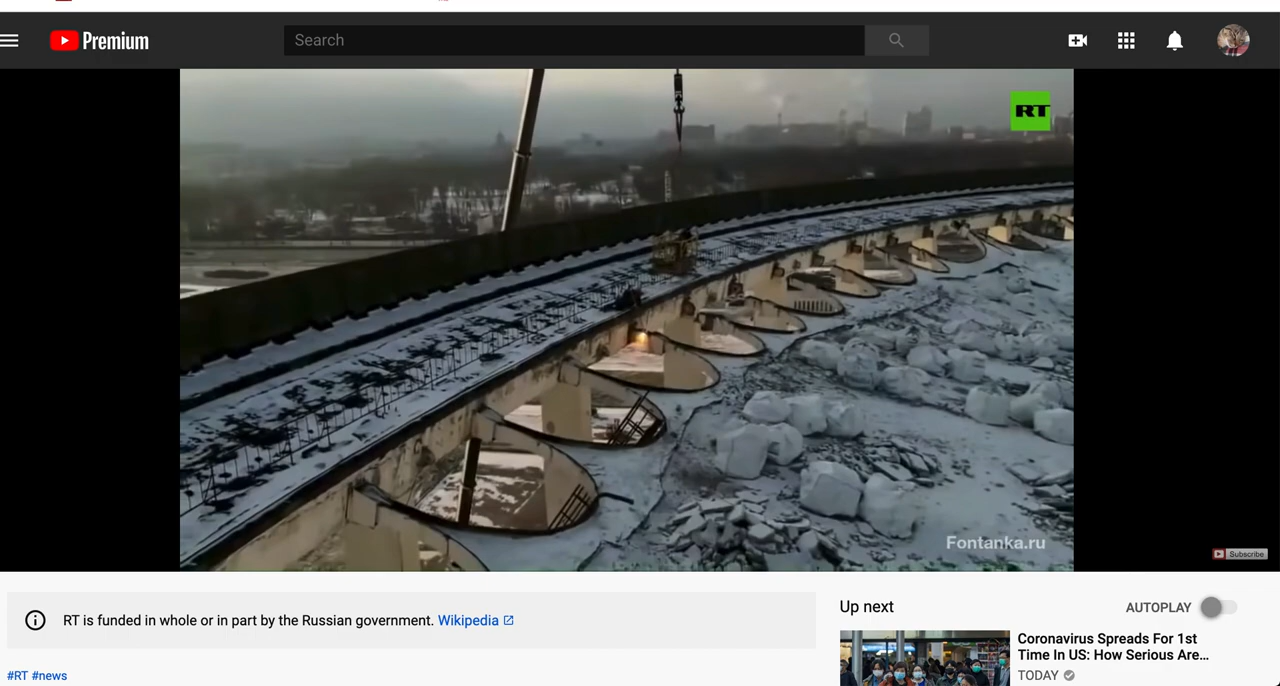 Premium
Search
RT
Fontanka.ru
Subscribe
RT is funded in whole or in part by the Russian government. Wikipedia
#RT #news
Up next
AUTOPLAY
Coronavirus Spreads For 1st
Time In US: How Serious Are...
TODAY